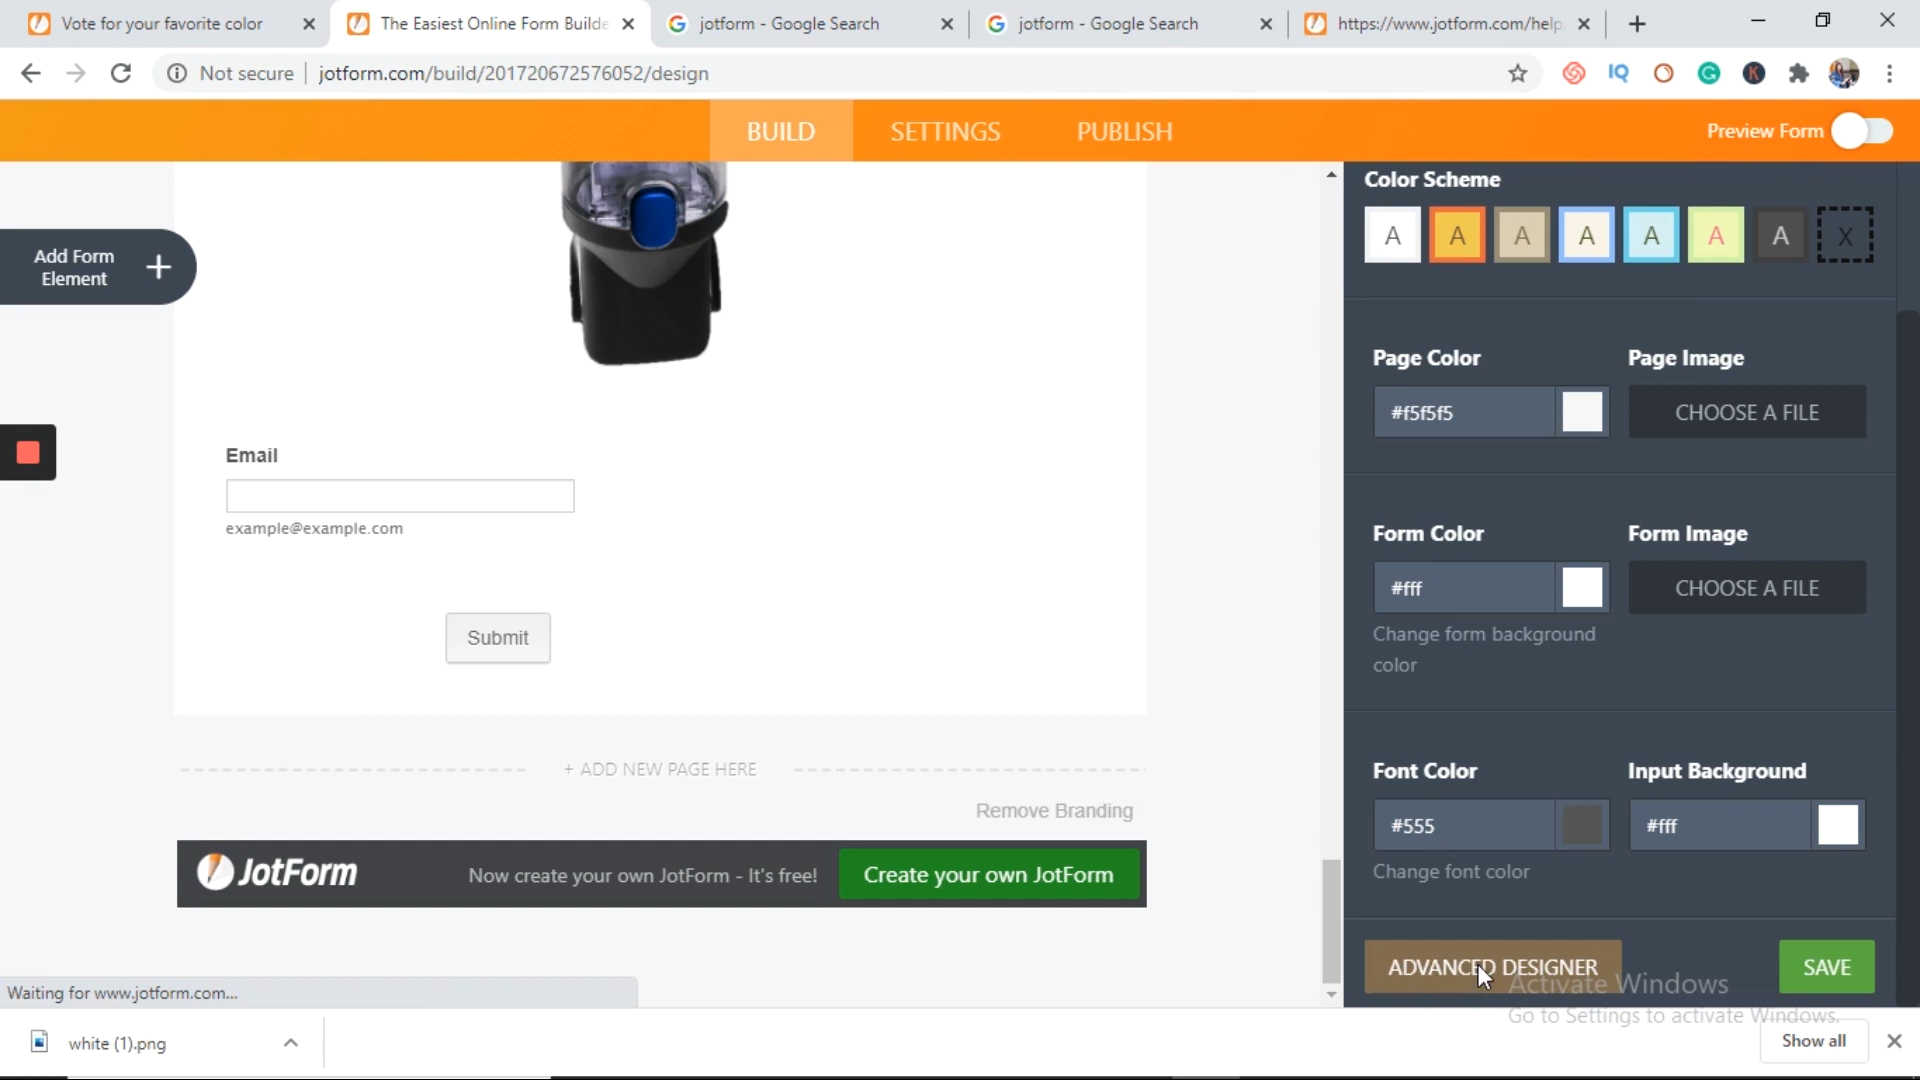 Vote for your favorite color
The Easiest Online Form Builde
jotform - Google Search
jotform - Google Search
https://www.jotform.com/help
Not secure
jotform.com/build/201720672576052/design
IQ
G
K
BUILD
SETTINGS
PUBLISH
Preview Form
Add Form
Element
Color Scheme
A
A
A
A
A
A
A
X
Page Color
Page Image
#f5f5f5
CHOOSE A FILE
Email
example@example.com
Form Color
Form Image
#fff
CHOOSE A FILE
Change form background
color
Submit
+ ADD NEW PAGE HERE
Remove Branding
Font Color
Input Background
#555
#fff
Change font color
JotForm
Now create your own JotForm - It's free!
Create your own JotForm
ADVANCED DESIGNER
SAVE
Activate Windows
Go to Settings to activate Windows.
Waiting for www.jotform.com...
white (1).png
Show all